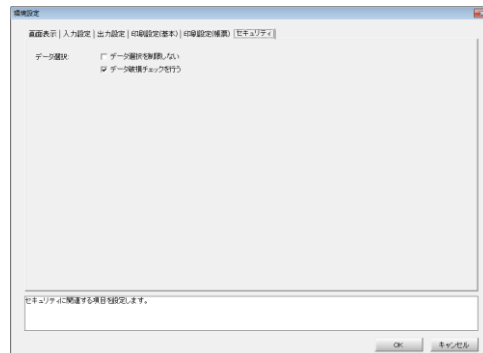 環境設定
画面表示 | 入力設定 | 出力設定 | 印刷設定(基本) | 印刷設定(帳票) | セキュリティ
データ選択: データ選択を制限しない
データ破損チェックを行う
セキュリティに関連する項目を設定します。
OK キャンセル